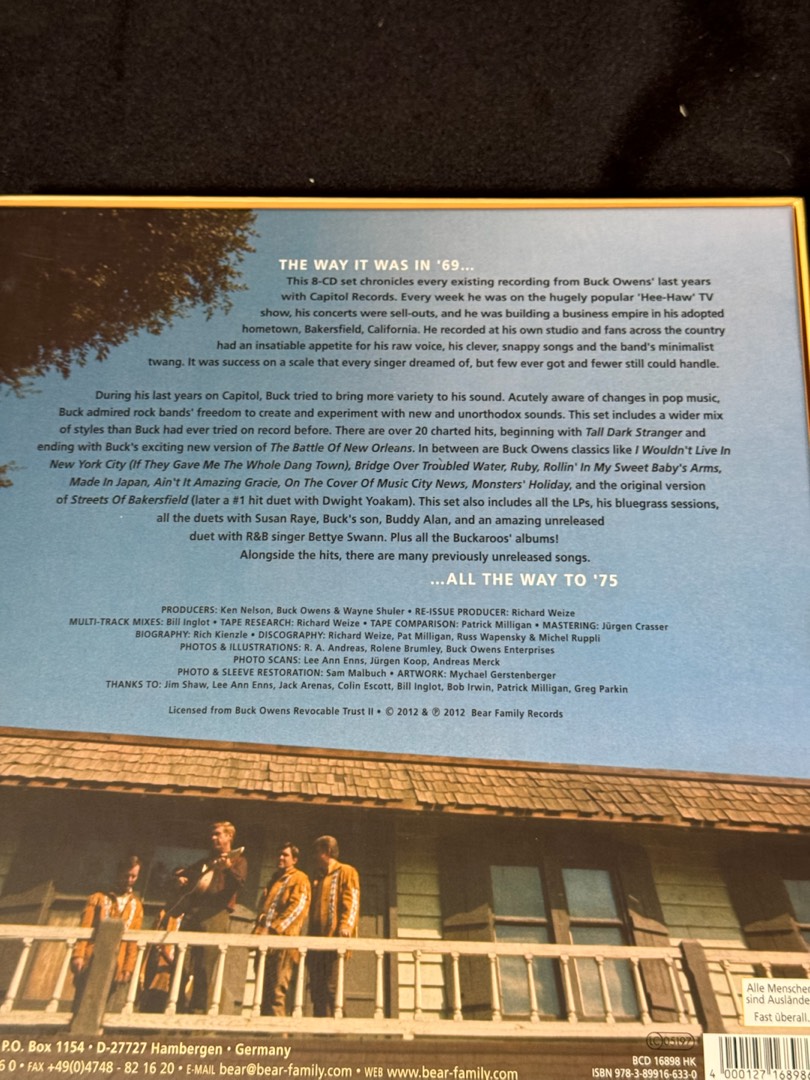 THE WAY IT WAS IN '69...
This 8-CD set chronicles every existing recording from Buck Owens' last years
with Capitol Records. Every week he was on the hugely popular 'Hee-Haw' TV
show, his concerts were sell-outs, and he was building a business empire in his adopted
hometown, Bakersfield, California. He recorded at his own studio and fans across the country
had an insatiable appetite for his raw voice, his clever, snappy songs and the band's minimalist
twang. It was success on a scale that every singer dreamed of, but few ever got and fewer still could handle.
During his last years on Capitol, Buck tried to bring more variety to his sound. Acutely aware of changes in pop music,
Buck admired rock bands' freedom to create and experiment with new and unorthodox sounds. This set includes a wider mix
of styles than Buck had ever tried on record before. There are over 20 charted hits, beginning with Tall Dark Stranger and
ending with Buck's exciting new version of The Battle Of New Orleans. In between are Buck Owens classics like I Wouldn't Live In
New York City (If They Gave Me The Whole Dang Town), Bridge Over Troubled Water, Ruby, Rollin' In My Sweet Baby's Arms,
Made In Japan, Ain't It Amazing Gracie, On The Cover Of Music City News, Monsters' Holiday, and the original version
of Streets Of Bakersfield (later a #1 hit duet with Dwight Yoakam). This set also includes all the LPs, his bluegrass sessions,
all the duets with Susan Raye, Buck's son, Buddy Alan, and an amazing unreleased
duet with R&B singer Bettye Swann. Plus all the Buckaroos' albums!
Alongside the hits, there are many previously unreleased songs.
...ALL THE WAY TO '75
PRODUCERS: Ken Nelson, Buck Owens & Wayne Shuler • RE-ISSUE PRODUCER: Richard Weize
MULTI-TRACK MIXES: Bill Inglot • TAPE RESEARCH: Richard Weize • TAPE COMPARISON: Patrick Milligan • MASTERING: Jürgen Crasser
BIOGRAPHY: Rich Kienzle • DISCOGRAPHY: Richard Weize, Pat Milligan, Russ Wapensky & Michel Ruppli
PHOTOS & ILLUSTRATIONS: R. A. Andreas, Rolene Brumley, Buck Owens Enterprises
PHOTO SCANS: Lee Ann Enns, Jürgen Koop, Andreas Merck
PHOTO & SLEEVE RESTORATION: Sam Malbuch • ARTWORK: Mychael Gerstenberger
THANKS TO: Jim Shaw, Lee Ann Enns, Jack Arenas, Colin Escott, Bill Inglot, Bob Irwin, Patrick Milligan, Greg Parkin
Licensed from Buck Owens Revocable Trust II • © 2012 & ℗ 2012 Bear Family Records
Alle Menschen
sind Ausländer
Fast überall.
P.O. Box 1154 • D-27727 Hambergen • Germany
6 0 • FAX +49(0)4748 - 82 16 20 • E-MAIL bear@bear-family.com • WEB www.bear-family.com
LC 05197
BCD 16898 HK
ISBN 978-3-89916-633-0
4 000127 168986